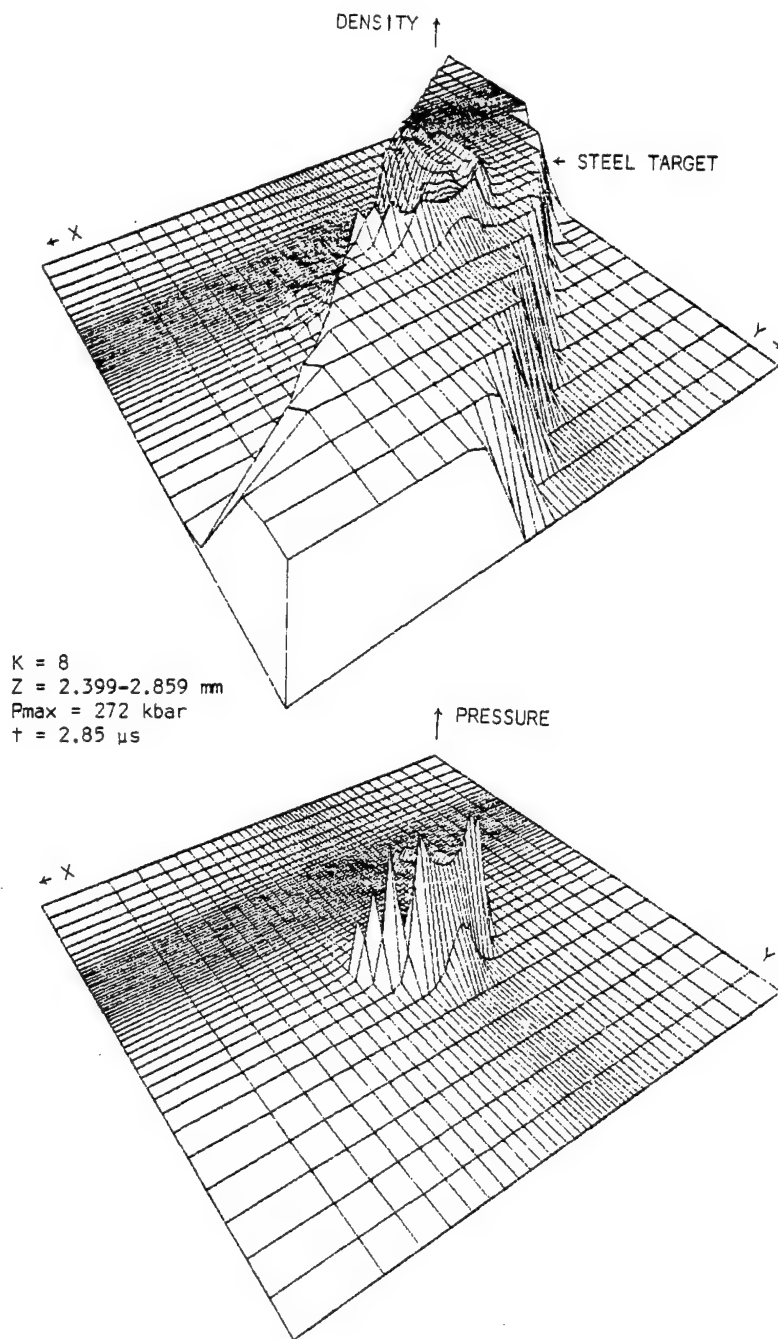 DENSITY ↑
← STEEL TARGET
← X
Y →
K = 8
Z = 2.399-2.859 mm
Pmax = 272 kbar
t = 2.85 μs
↑ PRESSURE
← X
Y